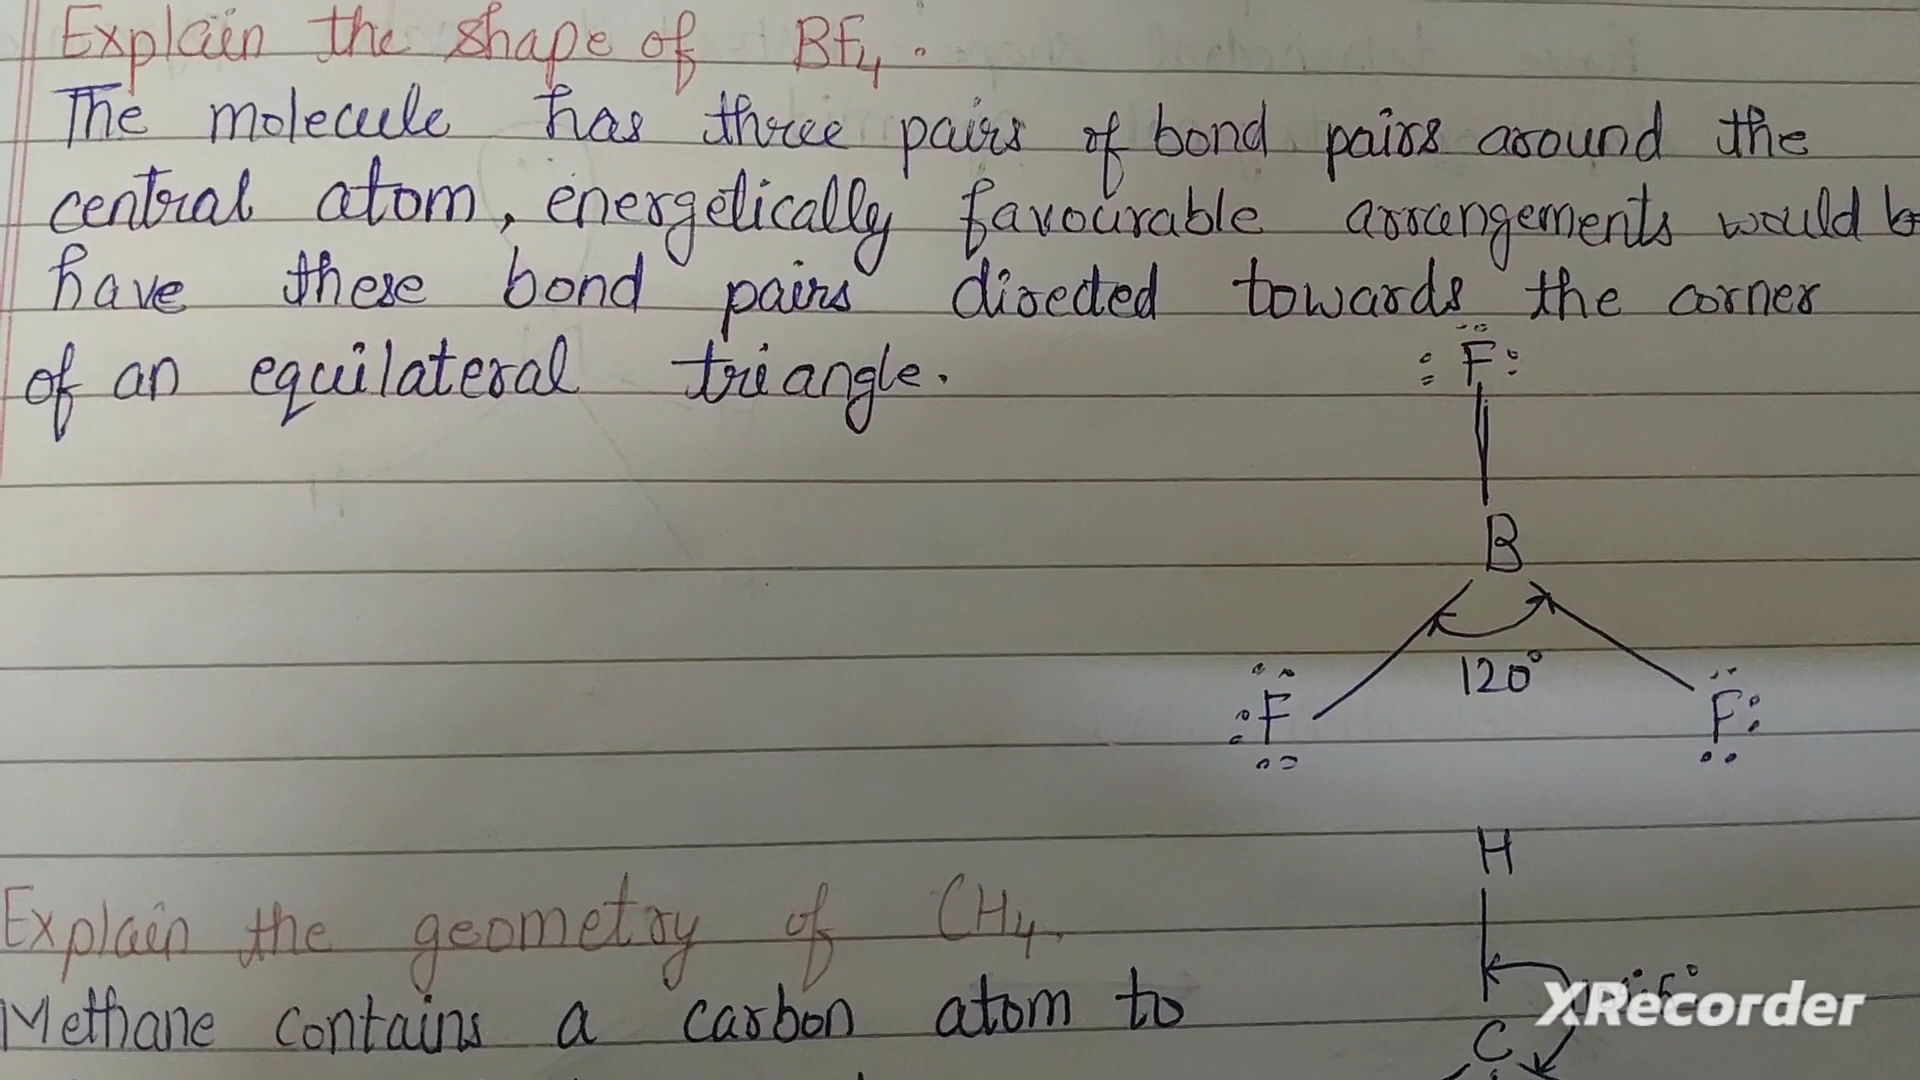 Explain the shape of BF4.
The molecule has three pairs of bond pairs around the
central atom, energetically favourable arrangements would b
have these bond pairs directed towards the corner
of an equilateral triangle.
F
B
120°
F
F
H
Explain the geometry of CH4.
Methane contains a carbon atom to
XRecorder
C